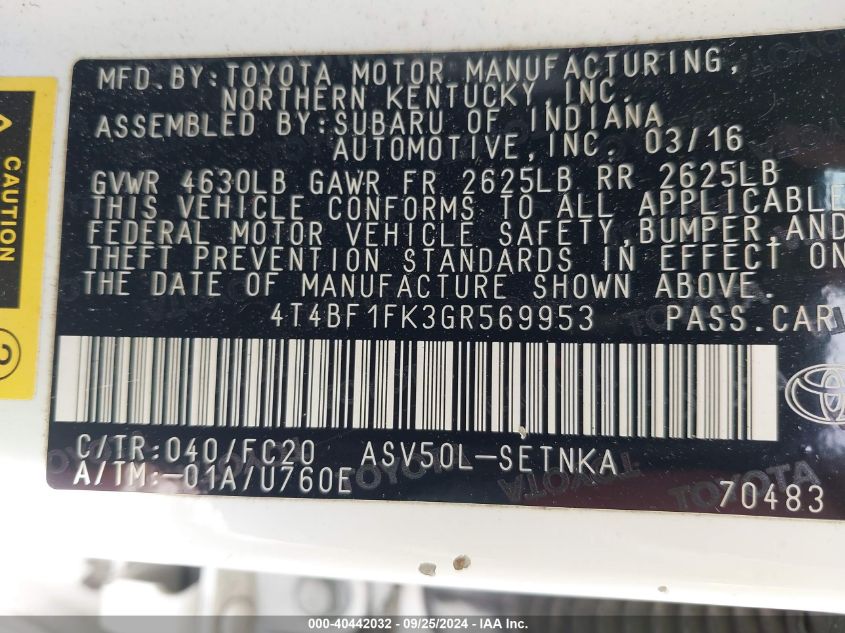 MFD.BY:TOYOTA MOTOR MANUFACTURING,
NORTHERN KENTUCKY, INC.
ASSEMBLED BY:SUBARU OF INDIANA
AUTOMOTIVE, INC. 03/16
GVWR 4630LB GAWR FR 2625LB RR 2625LB
THIS VEHICLE CONFORMS TO ALL APPLICABLE
FEDERAL MOTOR VEHICLE SAFETY, BUMPER, AND
THEFT PREVENTION STANDARDS IN EFFECT ON
THE DATE OF MANUFACTURE SHOWN ABOVE.
4T4BF1FK3GR569953 PASS.CAR
C/TR:040/FC20 ASV50L-SETNKA
A/TM:-01A/U760E
70483
CAUTION
000-40442032 - 09/25/2024 - IAA Inc.